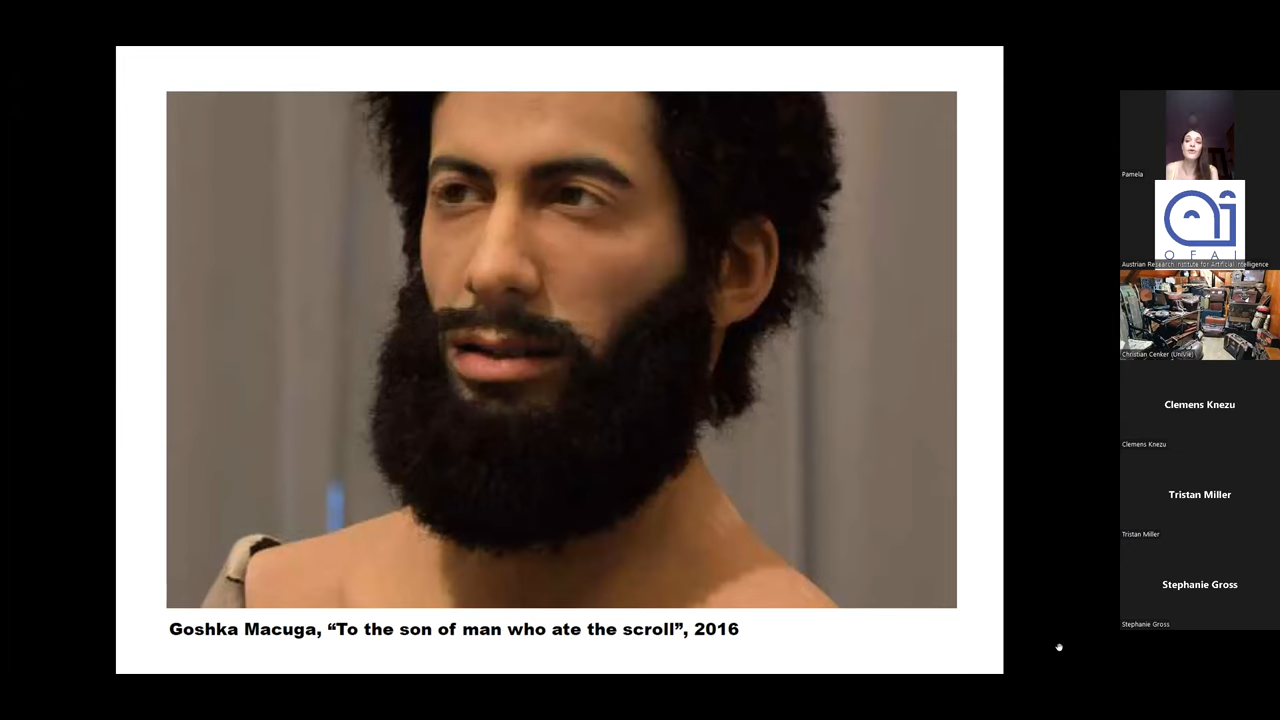 Goshka Macuga, “To the son of man who ate the scroll”, 2016
Pamela
OFAI
Austrian Research Institute for Artificial Intelligence
Christian Cenker (UniVie)
Clemens Knezu
Clemens Knezu
Tristan Miller
Tristan Miller
Stephanie Gross
Stephanie Gross